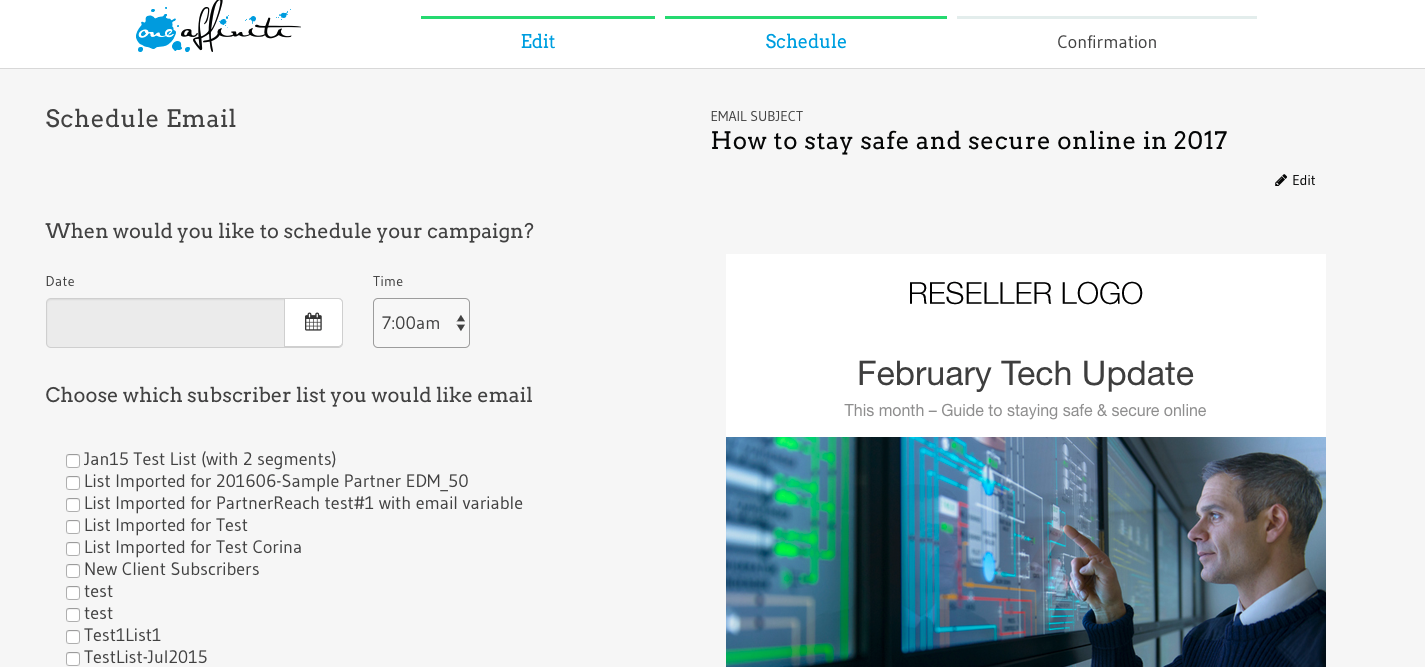 one affiniti
Edit
Schedule
Confirmation
Schedule Email
When would you like to schedule your campaign?
Date
Time
7:00am
Choose which subscriber list you would like email
Jan15 Test List (with 2 segments)
List Imported for 201606-Sample Partner EDM_50
List Imported for PartnerReach test#1 with email variable
List Imported for Test
List Imported for Test Corina
New Client Subscribers
test
test
Test1List1
TestList-Jul2015
EMAIL SUBJECT
How to stay safe and secure online in 2017
Edit
RESELLER LOGO
February Tech Update
This month – Guide to staying safe & secure online